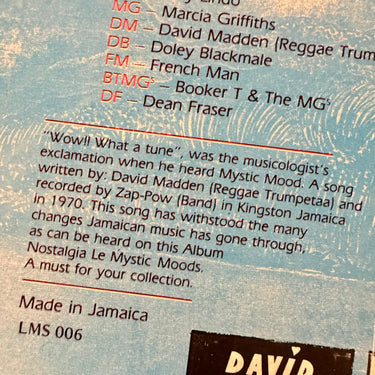 MG – Marcia Griffiths
DM – David Madden (Reggae Trump
DB – Doley Blackmale
FM – French Man
BTMG's – Booker T & The MG's
DF – Dean Fraser
"Wow!! What a tune", was the musicologist's
exclamation when he heard Mystic Mood. A song
written by: David Madden (Reggae Trumpetaa) and
recorded by Zap-Pow (Band) in Kingston Jamaica
in 1970. This song has withstood the many
changes Jamaican music has gone through,
as can be heard on this Album
Nostalgia Le Mystic Moods.
A must for your collection.
Made in Jamaica
LMS 006
DAVID